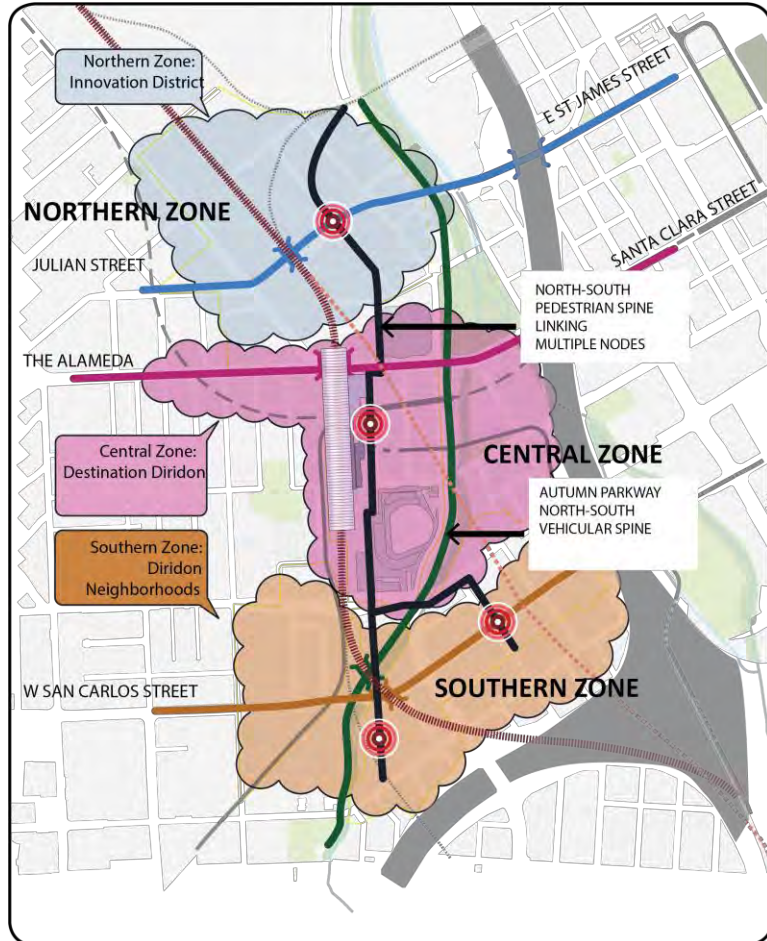 Northern Zone:
Innovation District
E ST JAMES STREET
NORTHERN ZONE
SANTA CLARA STREET
JULIAN STREET
NORTH-SOUTH
PEDESTRIAN SPINE
LINKING
MULTIPLE NODES
THE ALAMEDA
Central Zone:
Destination Diridon
CENTRAL ZONE
AUTUMN PARKWAY
NORTH-SOUTH
VEHICULAR SPINE
Southern Zone:
Diridon
Neighborhoods
W SAN CARLOS STREET
SOUTHERN ZONE